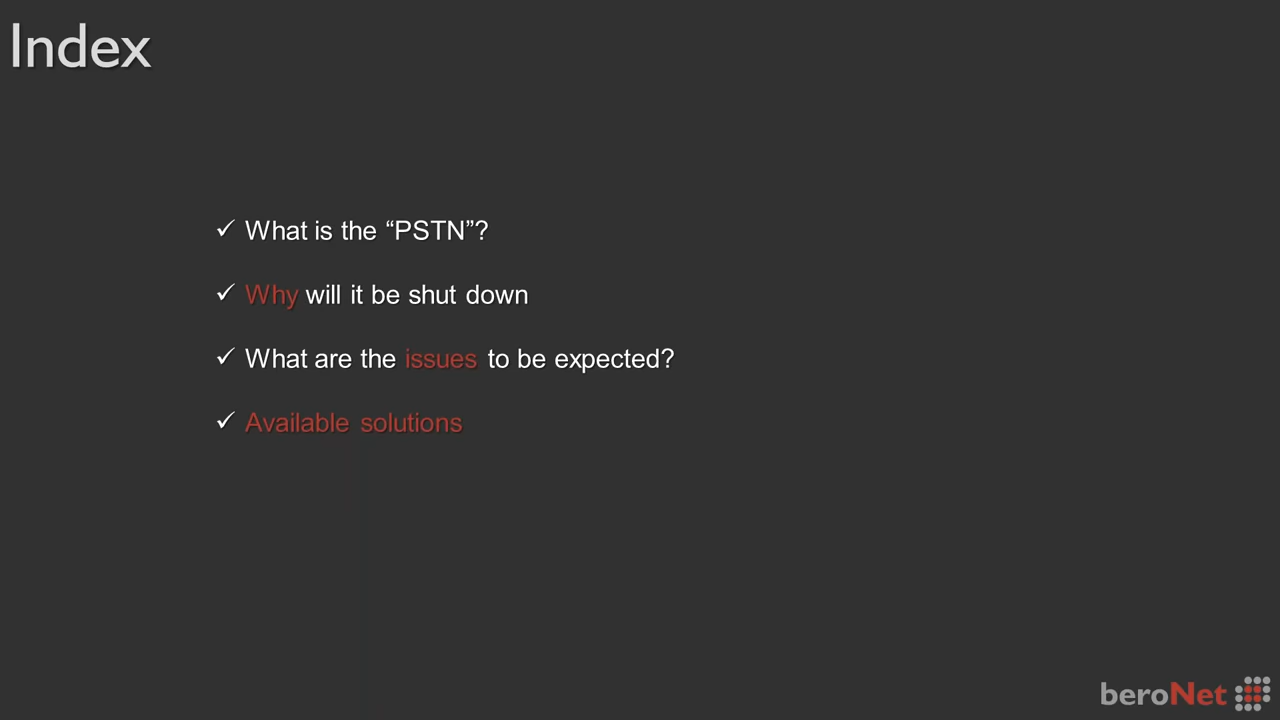 Index
✓ What is the “PSTN”?
✓ Why will it be shut down
✓ What are the issues to be expected?
✓ Available solutions
beroNet